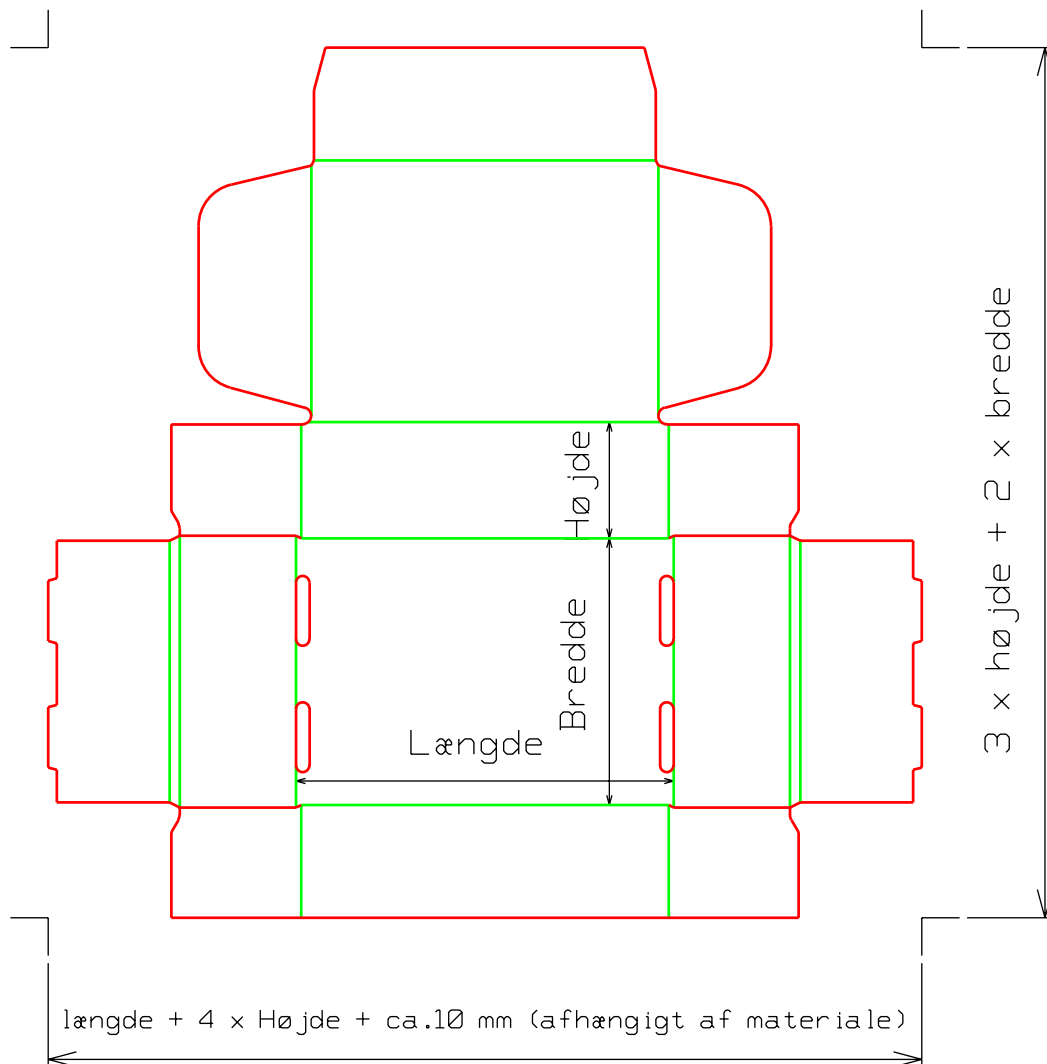 Højde
3 x højde + 2 x bredde
Bredde
Længde
længde + 4 x Højde + ca.10 mm (afhængigt af materiale)